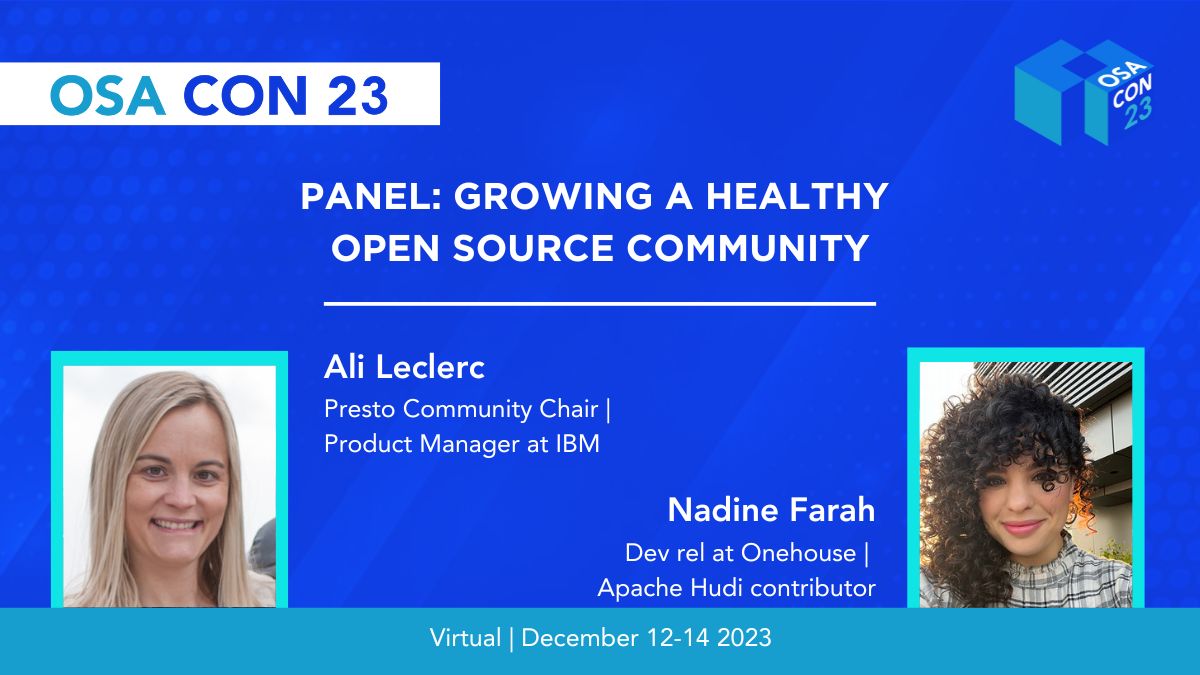 OSA CON 23
OSA
CON
23
PANEL: GROWING A HEALTHY
OPEN SOURCE COMMUNITY
Ali Leclerc
Presto Community Chair |
Product Manager at IBM
Nadine Farah
Dev rel at Onehouse |
Apache Hudi contributor
Virtual | December 12-14 2023